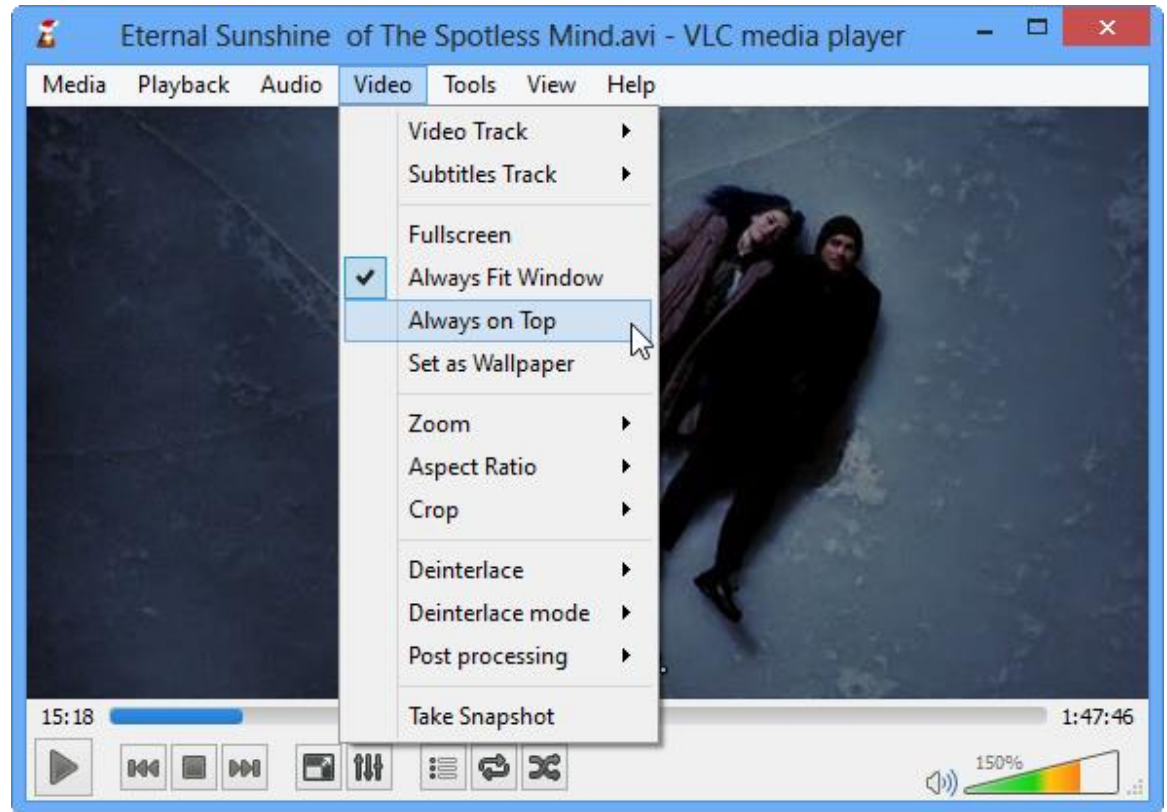 Eternal Sunshine of The Spotless Mind.avi - VLC media player
Media Playback Audio Video Tools View Help
Video Track
Subtitles Track
Fullscreen
Always Fit Window
Always on Top
Set as Wallpaper
Zoom
Aspect Ratio
Crop
Deinterlace
Deinterlace mode
Post processing
Take Snapshot
15:18 1:47:46
150%